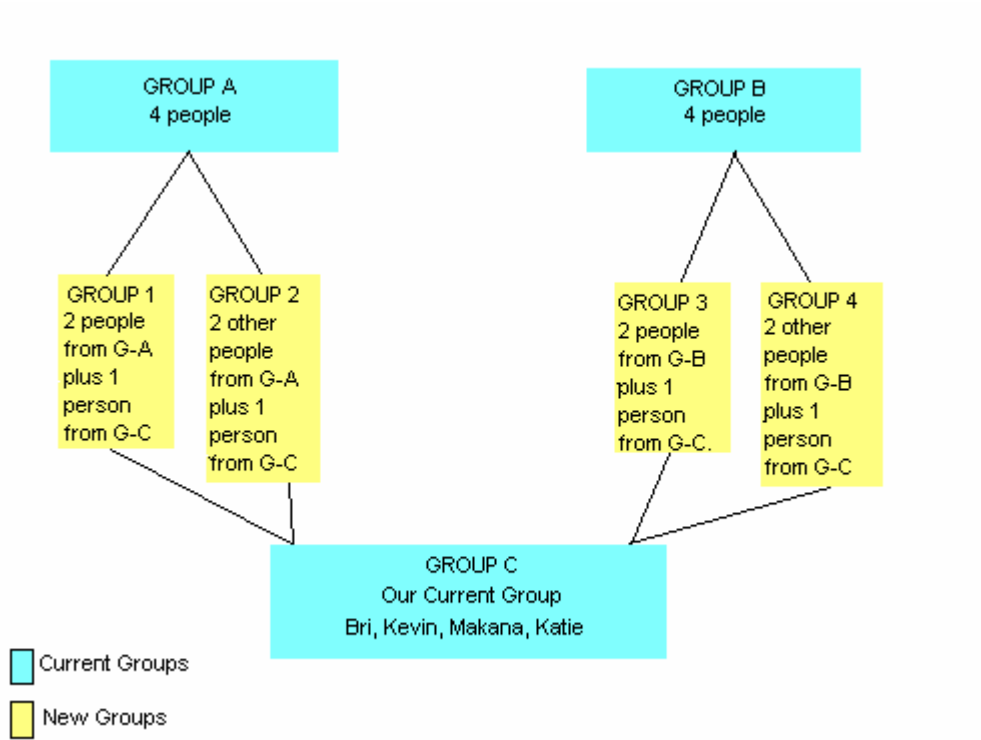 GROUP A
4 people
GROUP B
4 people
GROUP 1
2 people
from G-A
plus 1
person
from G-C
GROUP 2
2 other
people
from G-A
plus 1
person
from G-C
GROUP 3
2 people
from G-B
plus 1
person
from G-C.
GROUP 4
2 other
people
from G-B
plus 1
person
from G-C
GROUP C
Our Current Group
Bri, Kevin, Makana, Katie
Current Groups
New Groups